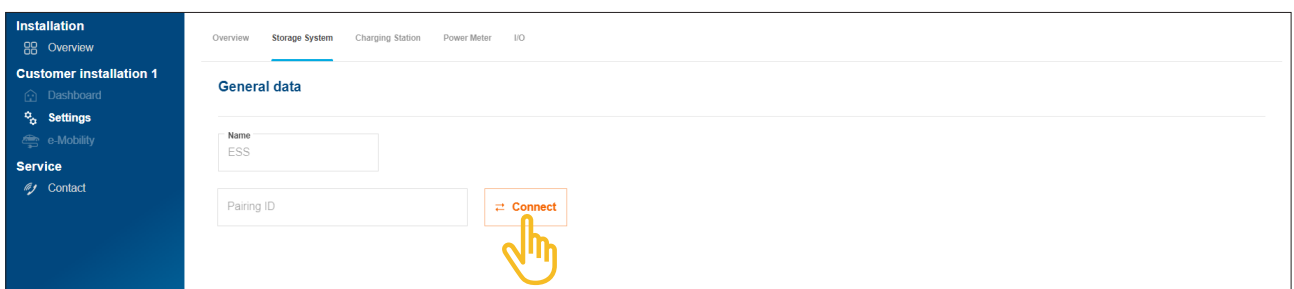 Installation
Overview
Customer installation 1
Dashboard
Settings
e-Mobility
Service
Contact
Overview Storage System Charging Station Power Meter I/O
General data
Name
ESS
Pairing ID
Connect